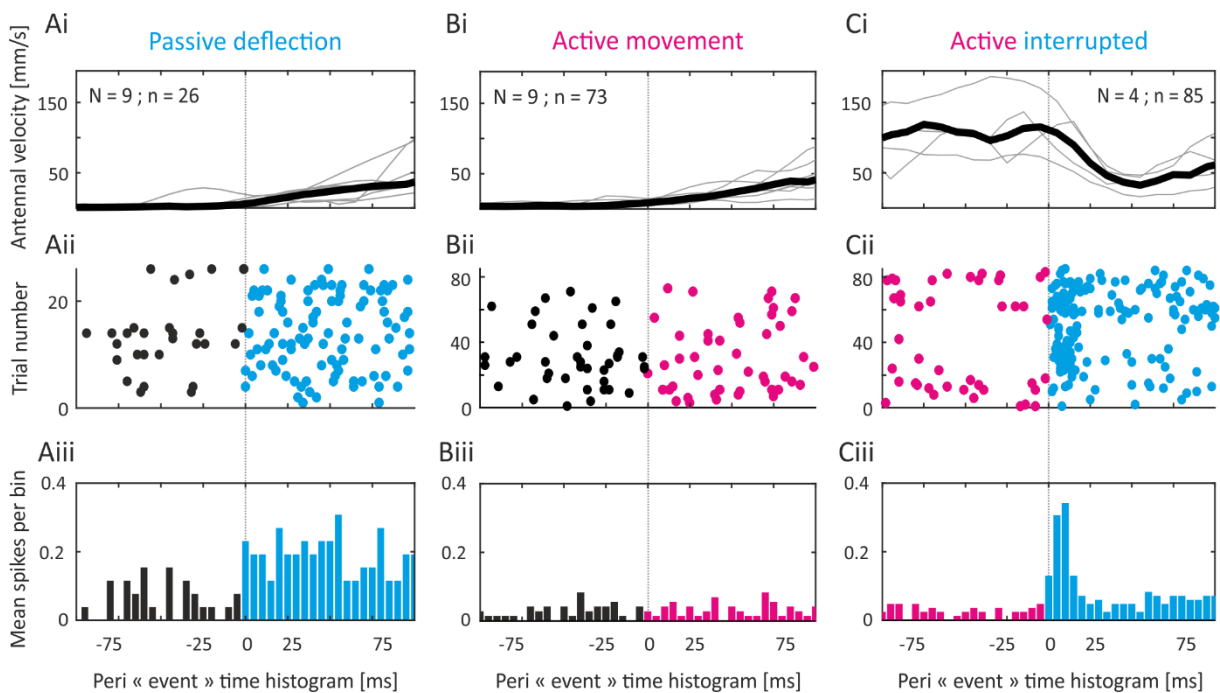 Ai
Bi
Ci
Passive deflection
Active movement
Active interrupted
Antennal velocity [mm/s]
150
50
N = 9 ; n = 26
150
50
N = 9 ; n = 73
150
50
N = 4 ; n = 85
Aii
Bii
Cii
Trial number
20
0
80
40
0
80
40
0
Aiii
Biii
Ciii
Mean spikes per bin
0.4
0.2
0
0.4
0.2
0
0.4
0.2
0
-75 -25 0 25 75
-75 -25 0 25 75
-75 -25 0 25 75
Peri « event » time histogram [ms]
Peri « event » time histogram [ms]
Peri « event » time histogram [ms]